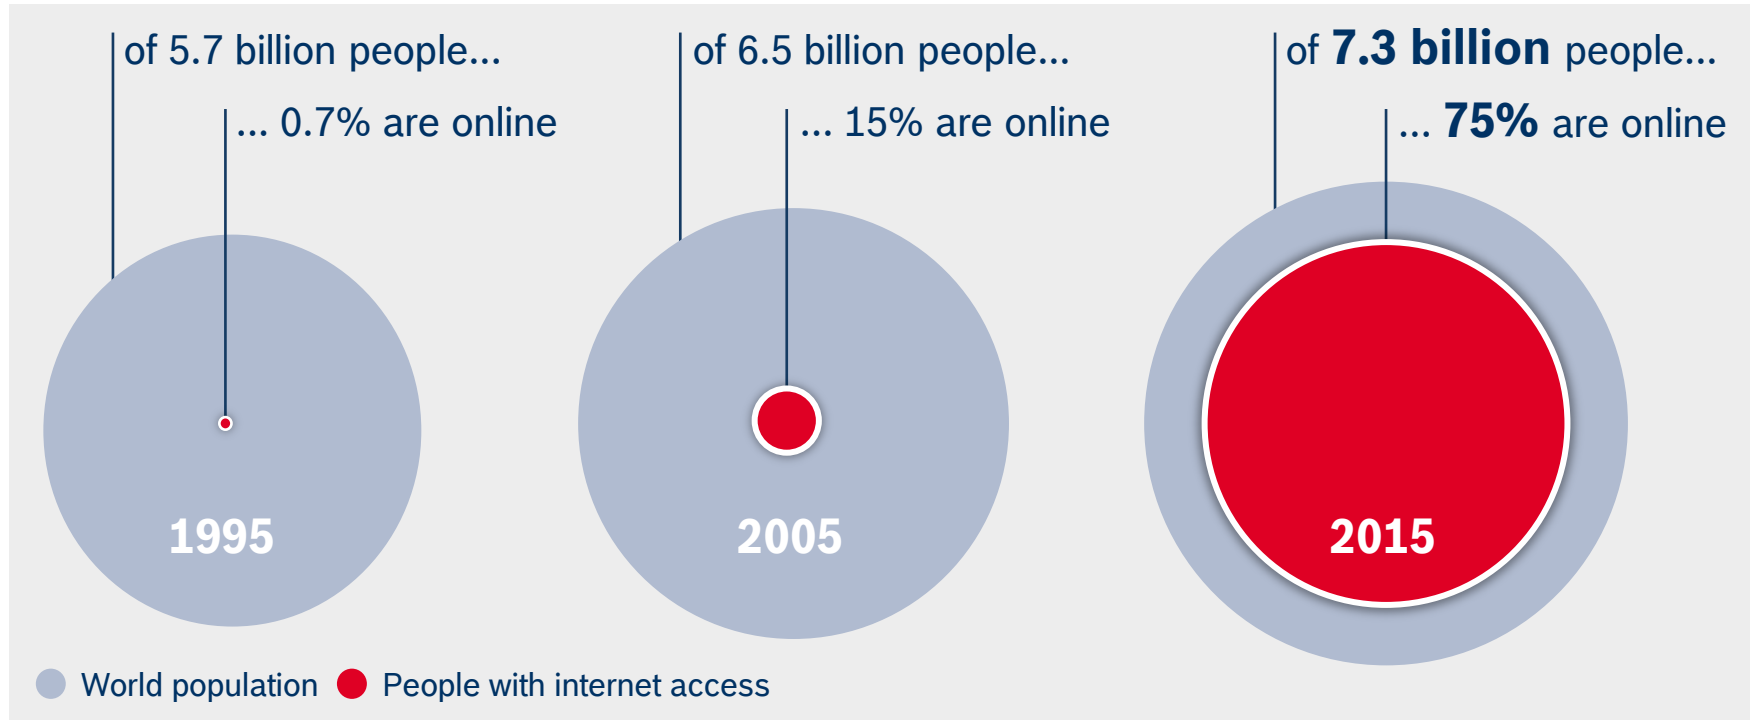 of 5.7 billion people...
... 0.7% are online
1995
of 6.5 billion people...
... 15% are online
2005
of 7.3 billion people...
... 75% are online
2015
World population
People with internet access